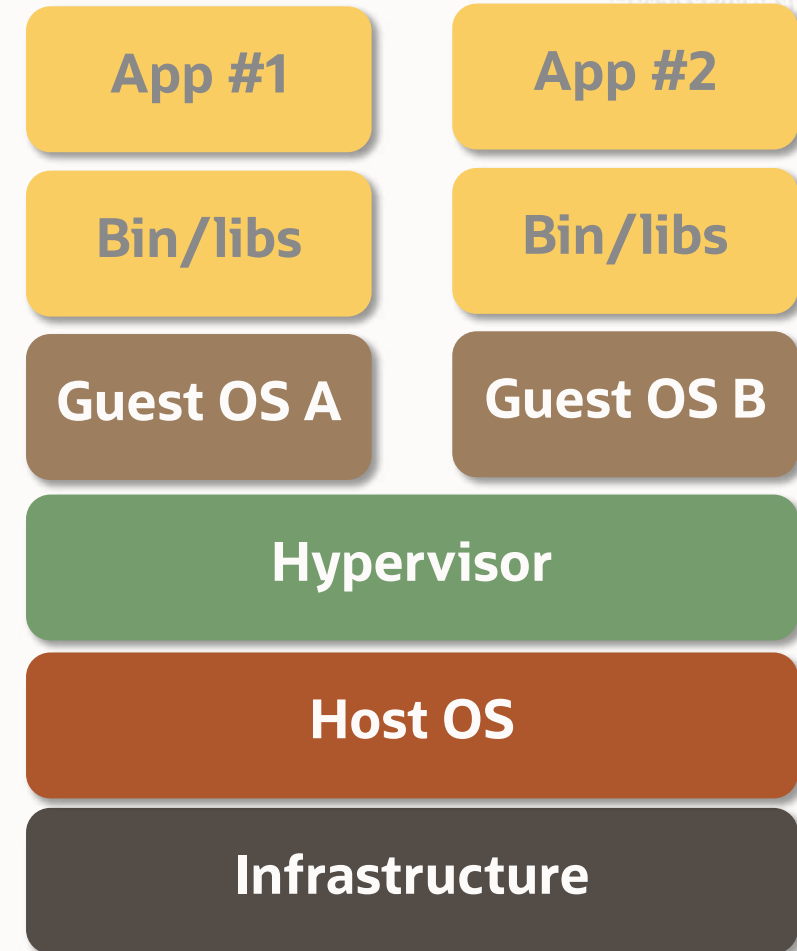 App #1
App #2
Bin/libs
Bin/libs
Guest OS A
Guest OS B
Hypervisor
Host OS
Infrastructure